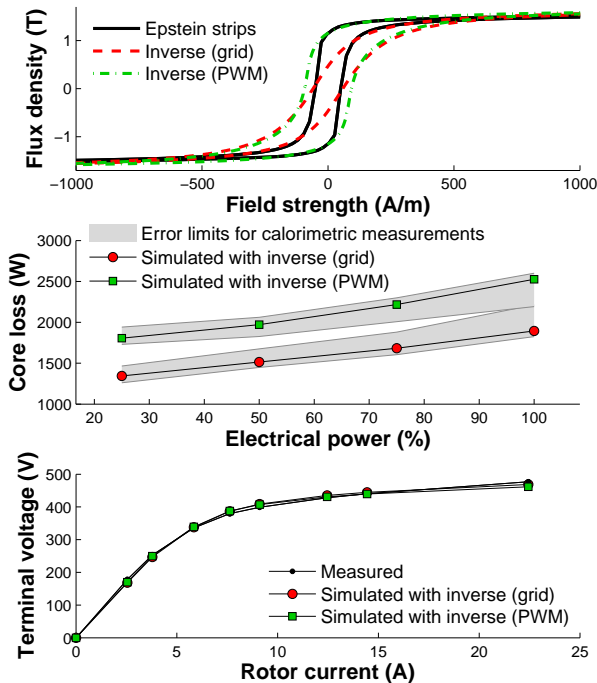 Flux density (T)
1
0
−1
Epstein strips
Inverse (grid)
Inverse (PWM)
−1000
−500
0
500
1000
Field strength (A/m)
Core loss (W)
3000
2500
2000
1500
1000
Error limits for calorimetric measurements
Simulated with inverse (grid)
Simulated with inverse (PWM)
20
30
40
50
60
70
80
90
100
Electrical power (%)
Terminal voltage (V)
500
400
300
200
100
0
Measured
Simulated with inverse (grid)
Simulated with inverse (PWM)
0
5
10
15
20
25
Rotor current (A)